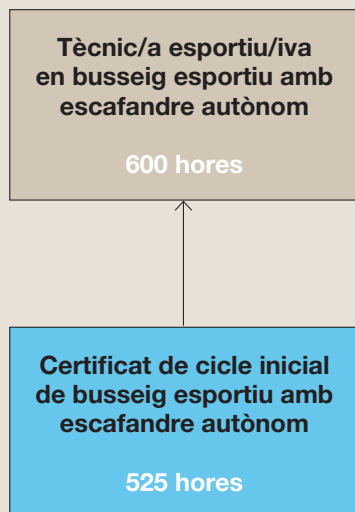 Tècnic/a esportiu/iva
en busseig esportiu amb
escafandre autònom
600 hores
Certificat de cicle inicial
de busseig esportiu amb
escafandre autònom
525 hores